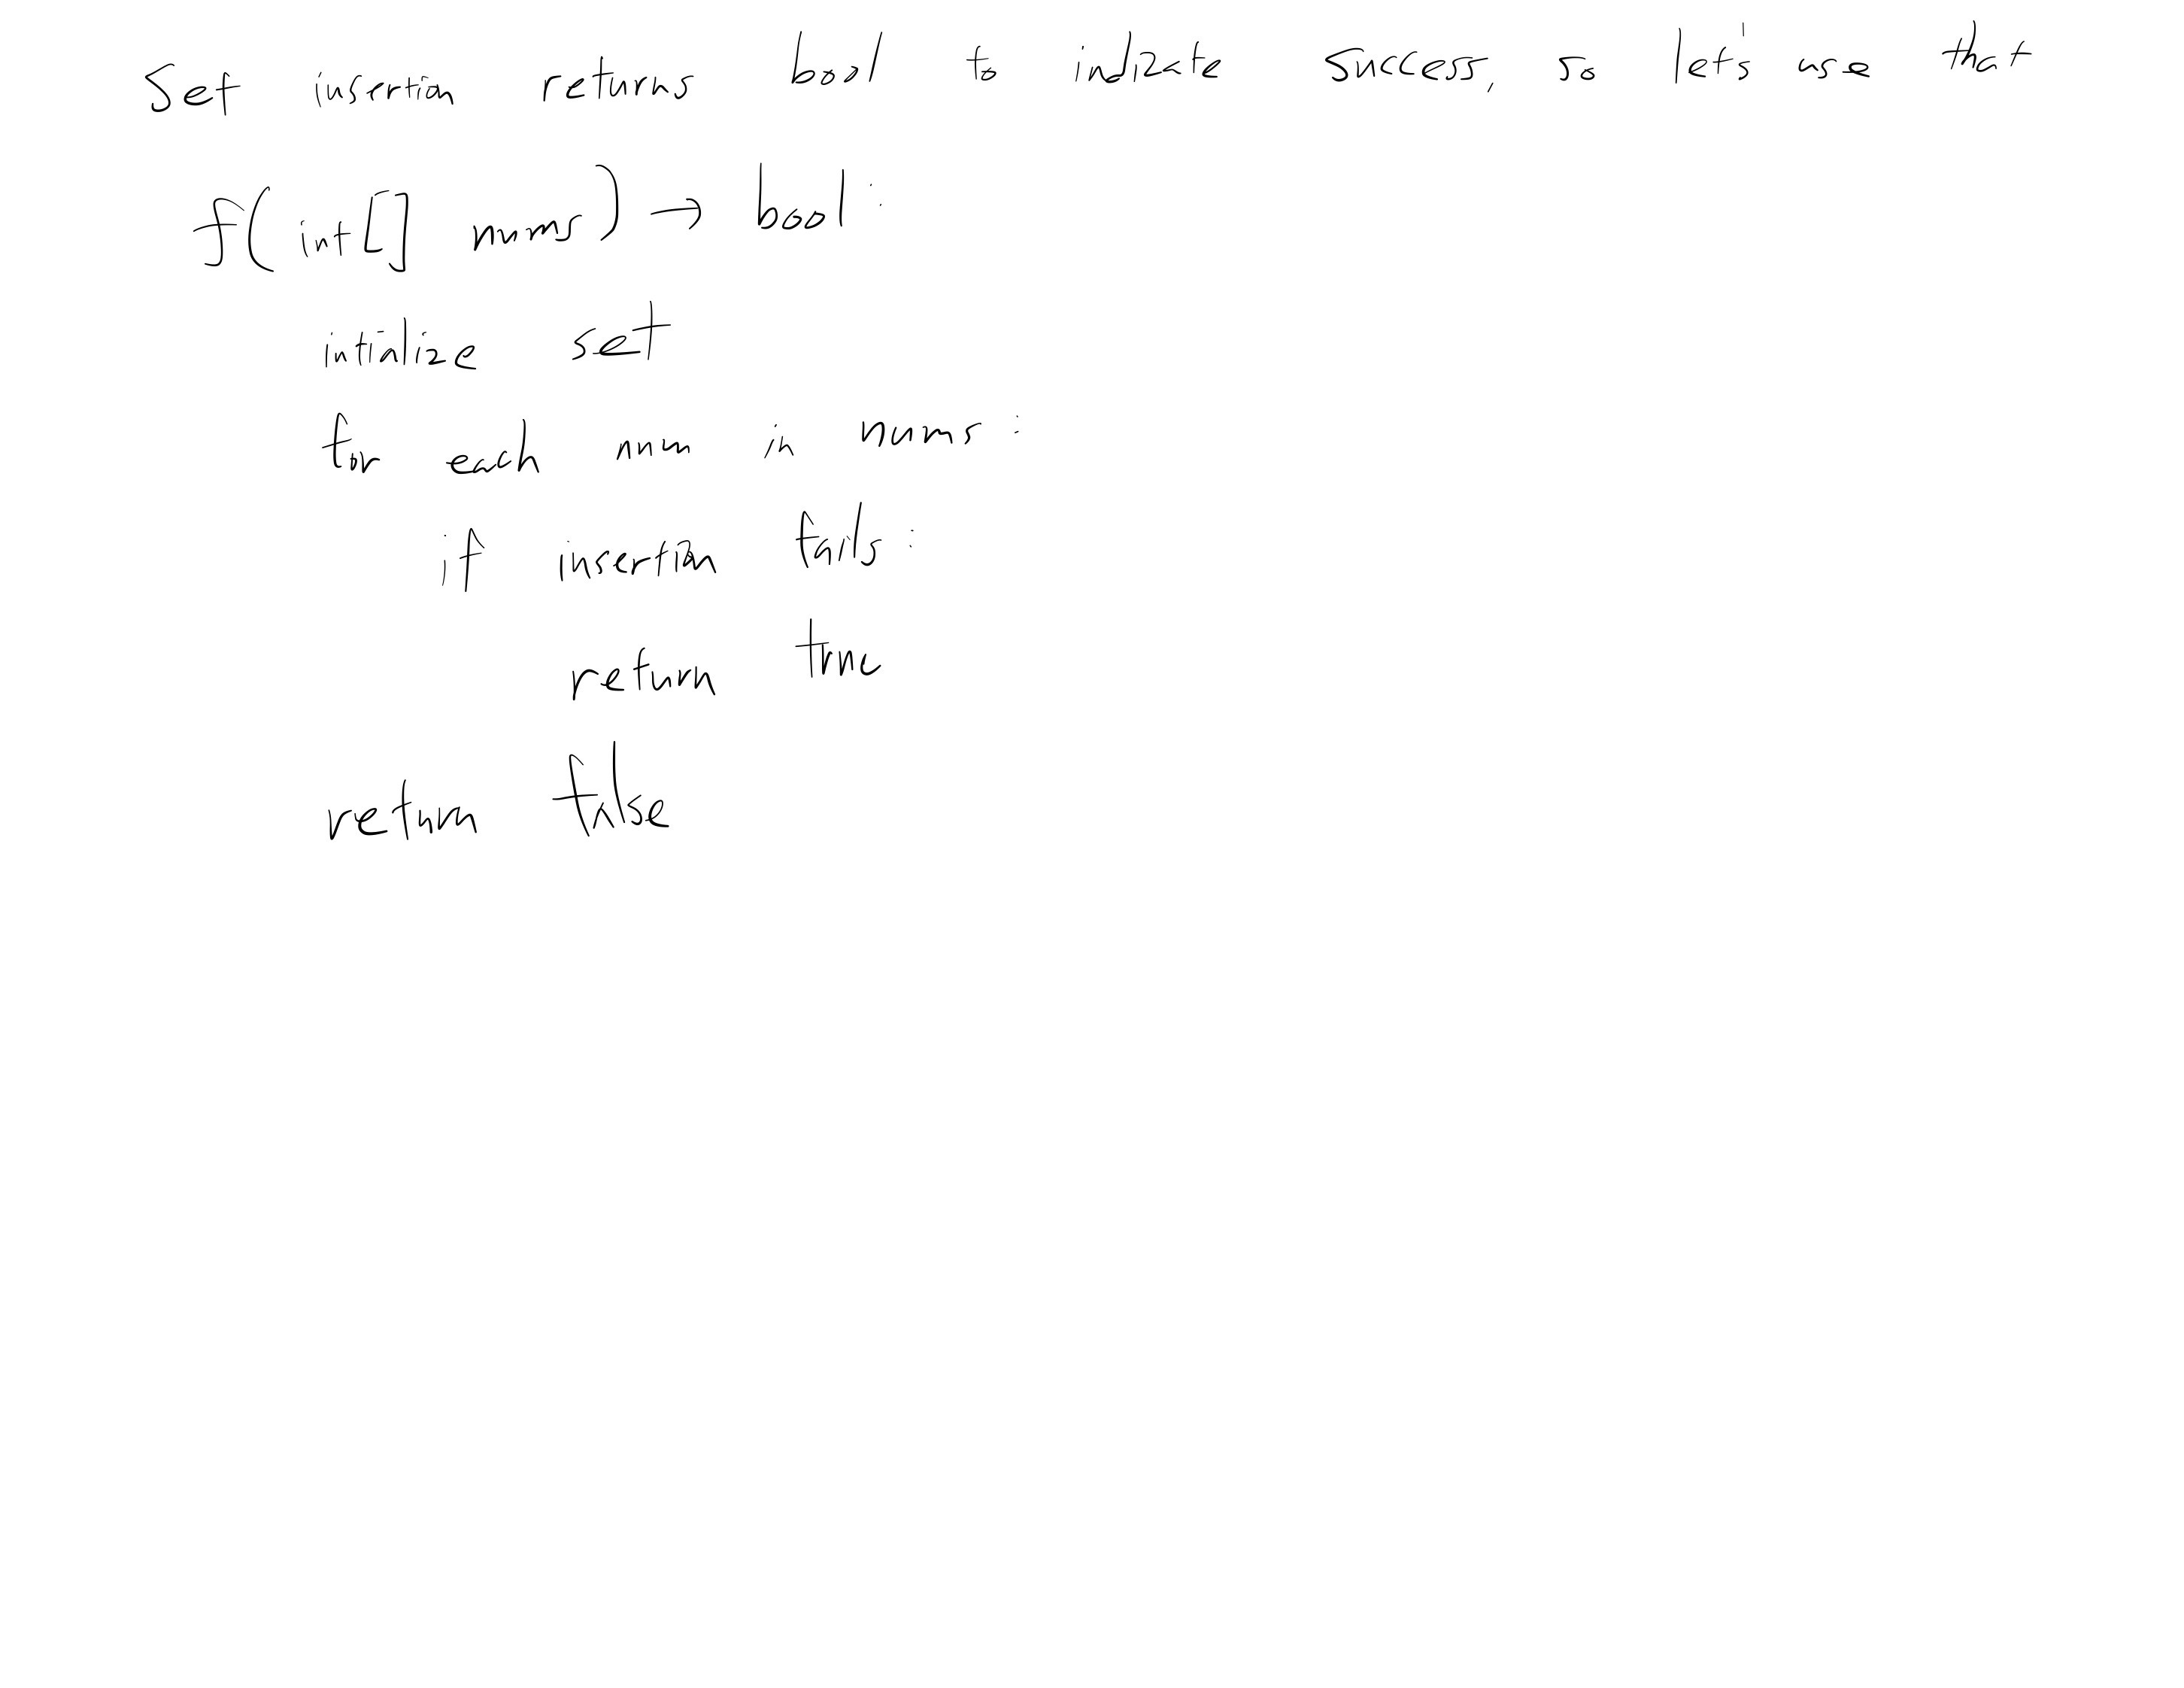 Set insertion returns bool to indicate success, so let's use that
f(int[] nums) → bool:
intialize set
for each num in nums:
if insertion fails:
return true
return false